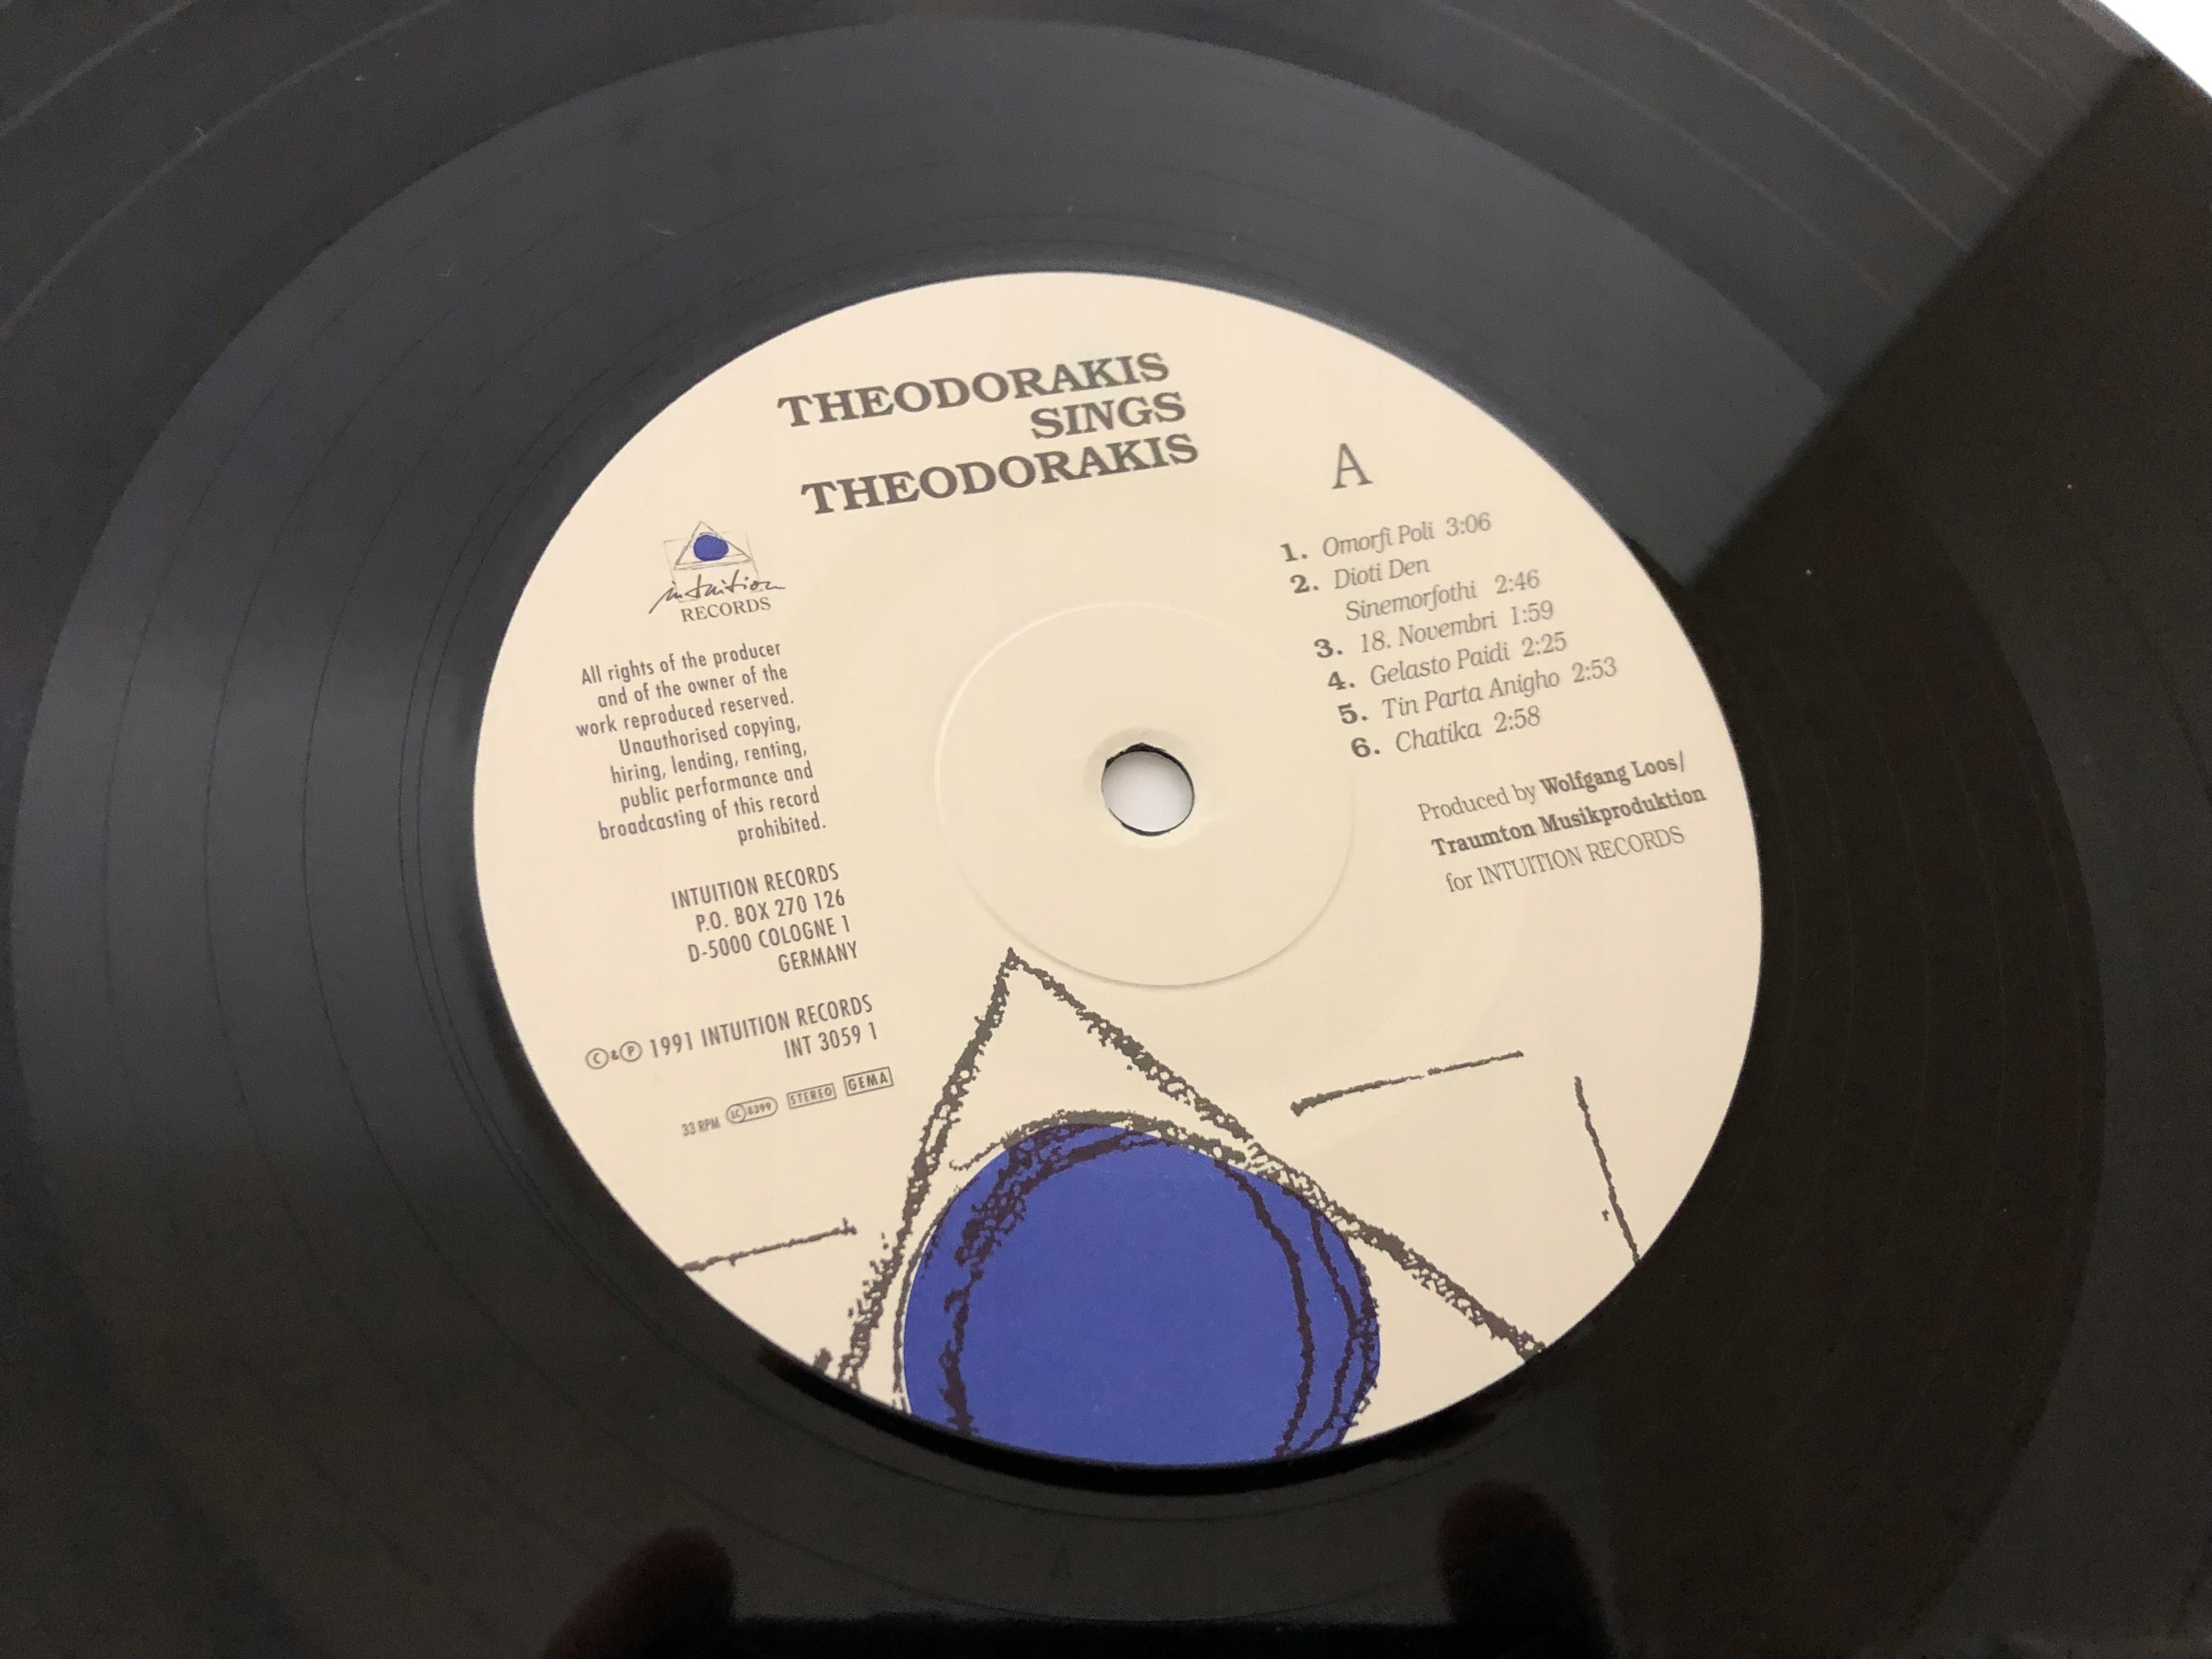 THEODORAKIS
SINGS
THEODORAKIS
intuition
RECORDS
All rights of the producer
and of the owner of the
work reproduced reserved.
Unauthorised copying,
hiring, lending, renting,
public performance and
broadcasting of this record
prohibited.
INTUITION RECORDS
P.O. BOX 270 126
D-5000 COLOGNE 1
GERMANY
©&℗ 1991 INTUITION RECORDS
INT 3059 1
33 RPM LC 8399 STEREO GEMA
A
1. Omorfi Poli 3:06
2. Dioti Den
Sinemorfothi 2:46
3. 18. Novembri 1:59
4. Gelasto Paidi 2:25
5. Tin Parta Anigho 2:53
6. Chatika 2:58
Produced by Wolfgang Loos/
Traumton Musikproduktion
for INTUITION RECORDS